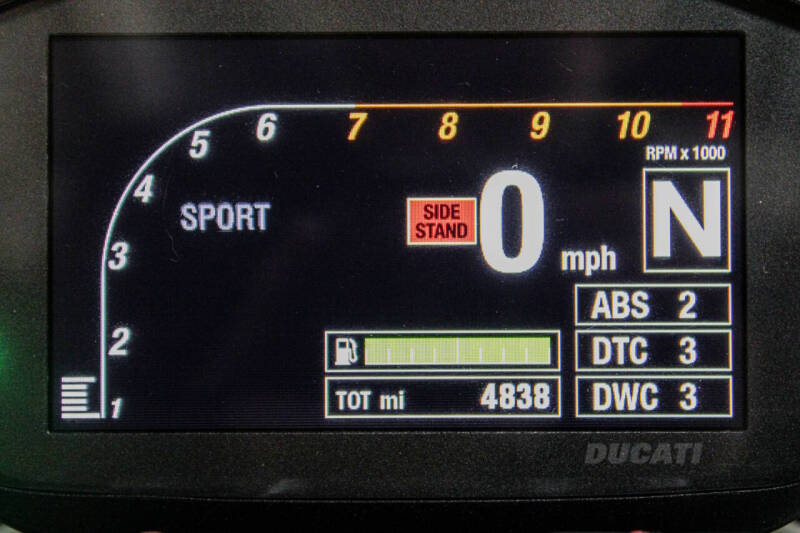 6 7 8 9 10 11
5
RPM x 1000
4
SPORT
SIDE
STAND
0
mph
N
3
ABS 2
2
DTC 3
TOT mi 4838
DWC 3
1
DUCATI